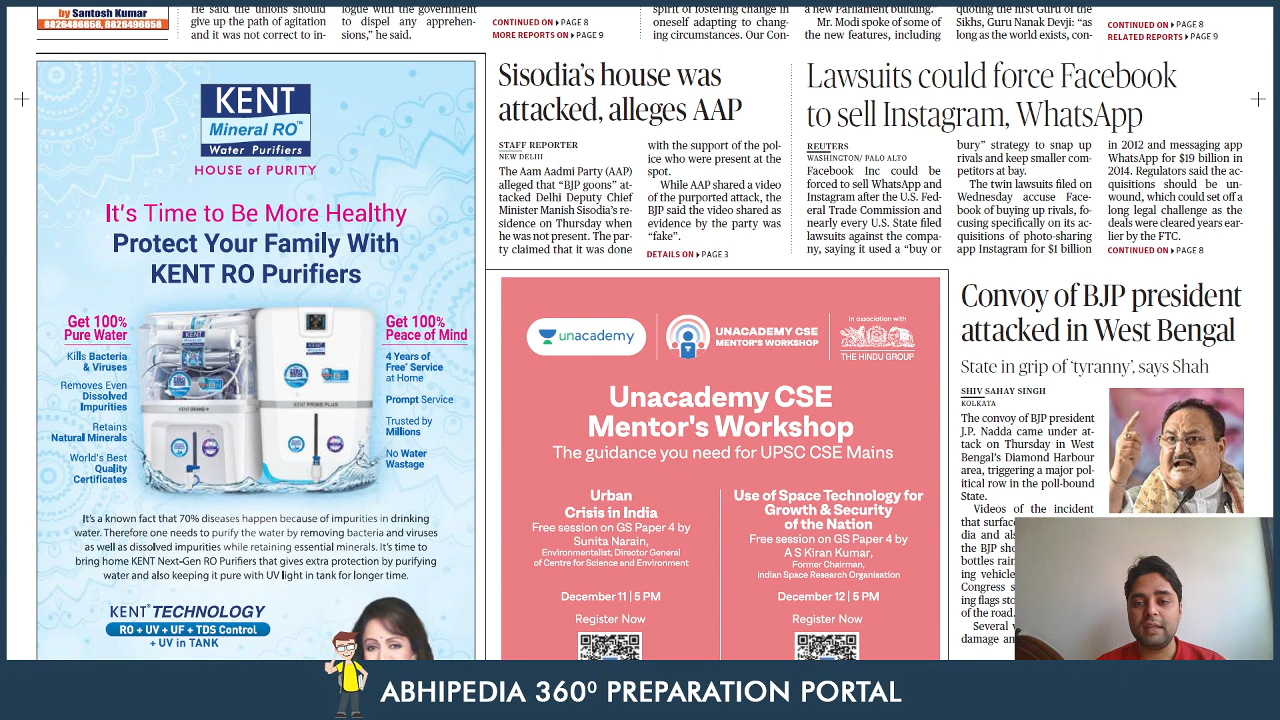 by Santosh Kumar
8826486658, 8826496658
He said the unions should
give up the path of agitation
and it was not correct to in-
logue with the government
to dispel any apprehen-
sions,” he said.
CONTINUED ON PAGE 8
MORE REPORTS ON PAGE 9
spirit of fostering change in
oneself adapting to chang-
ing circumstances. Our Con-
a new Parliament building.
Mr. Modi spoke of some of
the new features, including
quoting the first Guru of the
Sikhs, Guru Nanak Devji: “as
long as the world exists, con-
CONTINUED ON PAGE 8
RELATED REPORTS PAGE 9
KENT
Mineral RO™
Water Purifiers
HOUSE of PURITY
It's Time to Be More Healthy
Protect Your Family With
KENT RO Purifiers
Get 100%
Pure Water
Kills Bacteria
& Viruses
Removes Even
Dissolved
Impurities
Retains
Natural Minerals
World's Best
Quality
Certificates
KENT
KENT GRAND+
KENT PRIME PLUS
Get 100%
Peace of Mind
4 Years of
Free* Service
at Home
Prompt Service
Trusted by
Millions
No Water
Wastage
It's a known fact that 70% diseases happen because of impurities in drinking
water. Therefore one needs to purify the water by removing bacteria and viruses
as well as dissolved impurities while retaining essential minerals. It's time to
bring home KENT Next-Gen RO Purifiers that gives extra protection by purifying
water and also keeping it pure with UV light in tank for longer time.
KENT® TECHNOLOGY
RO + UV + UF + TDS Control
+ UV in TANK
Sisodia's house was
attacked, alleges AAP
STAFF REPORTER
NEW DELHI
The Aam Aadmi Party (AAP)
alleged that “BJP goons” at-
tacked Delhi Deputy Chief
Minister Manish Sisodia's re-
sidence on Thursday when
he was not present. The par-
ty claimed that it was done
with the support of the pol-
ice who were present at the
spot.
While AAP shared a video
of the purported attack, the
BJP said the video shared as
evidence by the party was
“fake”.
DETAILS ON PAGE 3
Lawsuits could force Facebook
to sell Instagram, WhatsApp
REUTERS
WASHINGTON/ PALO ALTO
Facebook Inc could be
forced to sell WhatsApp and
Instagram after the U.S. Fed-
eral Trade Commission and
nearly every U.S. State filed
lawsuits against the compa-
ny, saying it used a “buy or
bury” strategy to snap up
rivals and keep smaller com-
petitors at bay.
The twin lawsuits filed on
Wednesday accuse Face-
book of buying up rivals, fo-
cusing specifically on its ac-
quisitions of photo-sharing
app Instagram for $1 billion
in 2012 and messaging app
WhatsApp for $19 billion in
2014. Regulators said the ac-
quisitions should be un-
wound, which could set off a
long legal challenge as the
deals were cleared years ear-
lier by the FTC.
CONTINUED ON PAGE 8
unacademy
UNACADEMY CSE
MENTOR'S WORKSHOP
in association with
THE HINDU GROUP
Unacademy CSE
Mentor's Workshop
The guidance you need for UPSC CSE Mains
Urban
Crisis in India
Free session on GS Paper 4 by
Sunita Narain,
Environmentalist, Director General
of Centre for Science and Environment
December 11 | 5 PM
Register Now
Use of Space Technology for
Growth & Security
of the Nation
Free session on GS Paper 4 by
A S Kiran Kumar,
Former Chairman,
Indian Space Research Organisation
December 12 | 5 PM
Register Now
Convoy of BJP president
attacked in West Bengal
State in grip of ‘tyranny’, says Shah
SHIV SAHAY SINGH
KOLKATA
The convoy of BJP president
J.P. Nadda came under at-
tack on Thursday in West
Bengal's Diamond Harbour
area, triggering a major pol-
itical row in the poll-bound
State.
Videos of the incident
that surfac
dia and als
the BJP sho
bottles rain
ing vehicle
Congress s
ing flags sto
of the road.
Several
damage an
ABHIPEDIA 360⁰ PREPARATION PORTAL